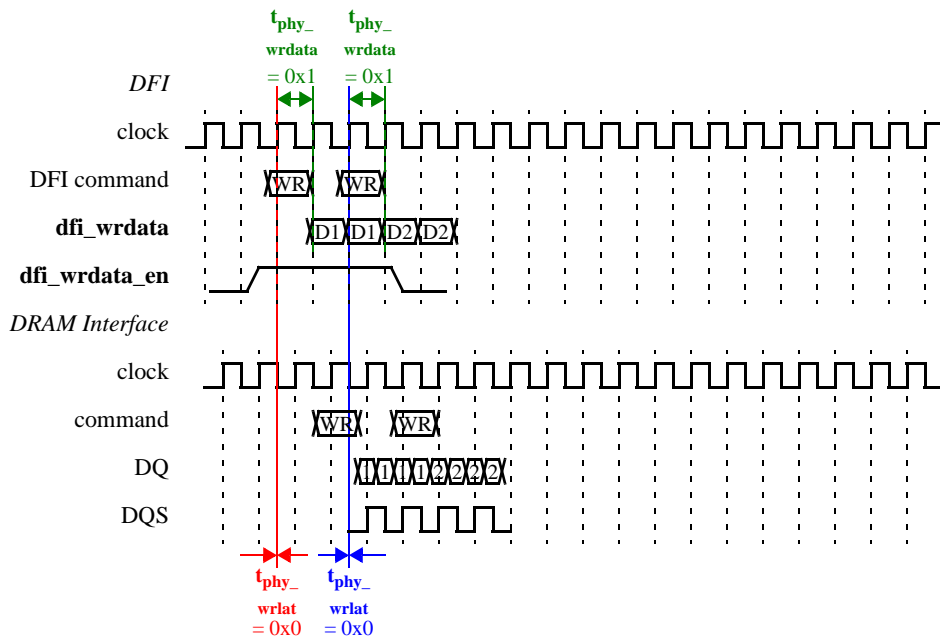 tphy_ tphy_
wrdata wrdata
= 0x1 = 0x1
DFI
clock
DFI command WR WR
dfi_wrdata D1 D1 D2 D2
dfi_wrdata_en
DRAM Interface
clock
command WR WR
DQ 1 1 1 1 2 2 2 2
DQS
tphy_ tphy_
wrlat wrlat
= 0x0 = 0x0